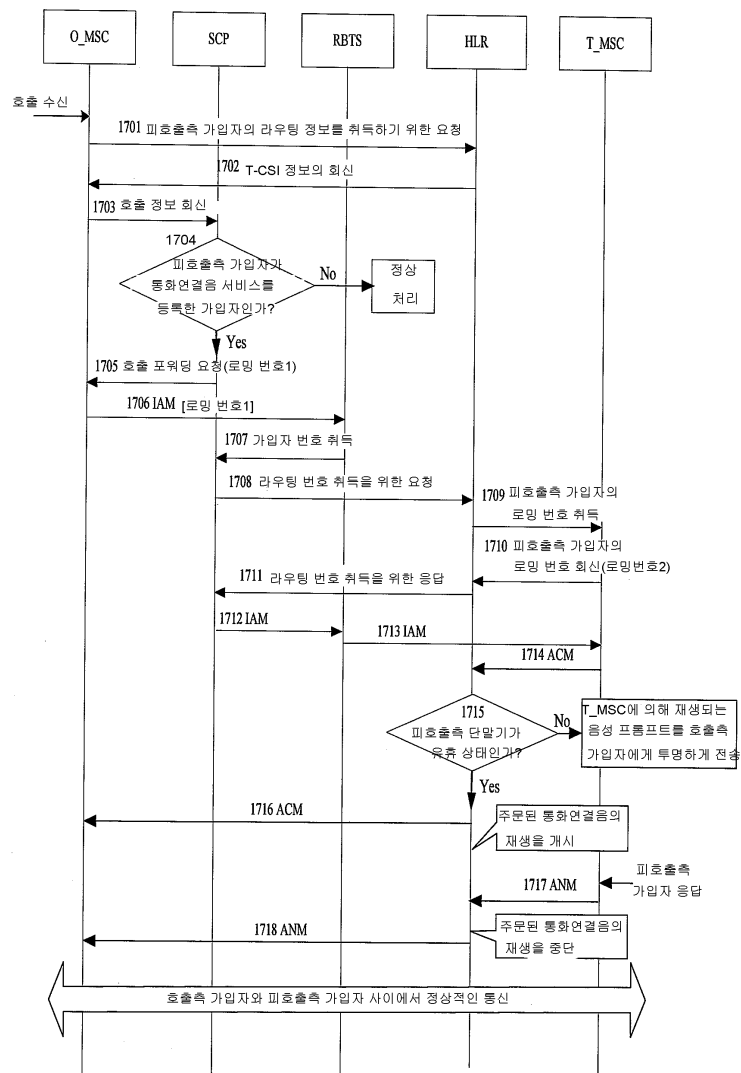 O_MSC
SCP
RBTS
HLR
T_MSC
호출 수신
1701 피호출측 가입자의 라우팅 정보를 취득하기 위한 요청
1702 T-CSI 정보의 회신
1703 호출 정보 회신
1704
피호출측 가입자가
통화연결음 서비스를
등록한 가입자인가?
No
정상
처리
Yes
1705 호출 포워딩 요청(로밍 번호1)
1706 IAM [로밍 번호1]
1707 가입자 번호 취득
1708 라우팅 번호 취득을 위한 요청
1709 피호출측 가입자의
로밍 번호 취득
1710 피호출측 가입자의
로밍 번호 회신(로밍번호2)
1711 라우팅 번호 취득을 위한 응답
1712 IAM
1713 IAM
1714 ACM
1715
피호출측 단말기가
유휴 상태인가?
No
T_MSC에 의해 재생되는
음성 프롬프트를 호출측
가입자에게 투명하게 전송
Yes
1716 ACM
주문된 통화연결음의
재생을 개시
피호출측
가입자 응답
1717 ANM
1718 ANM
주문된 통화연결음의
재생을 중단
호출측 가입자와 피호출측 가입자 사이에서 정상적인 통신